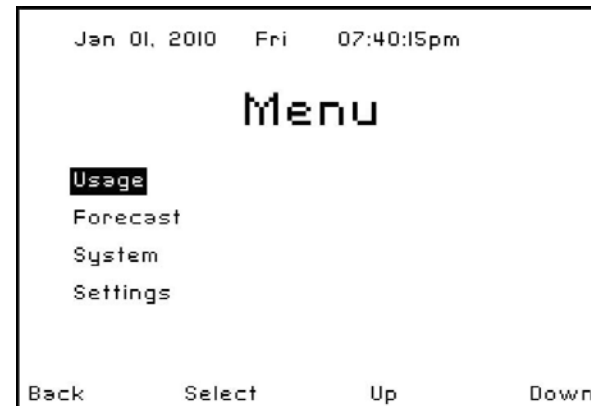 Jan 01, 2010 Fri 07:40:15pm
Menu
Usage
Forecast
System
Settings
Back Select Up Down